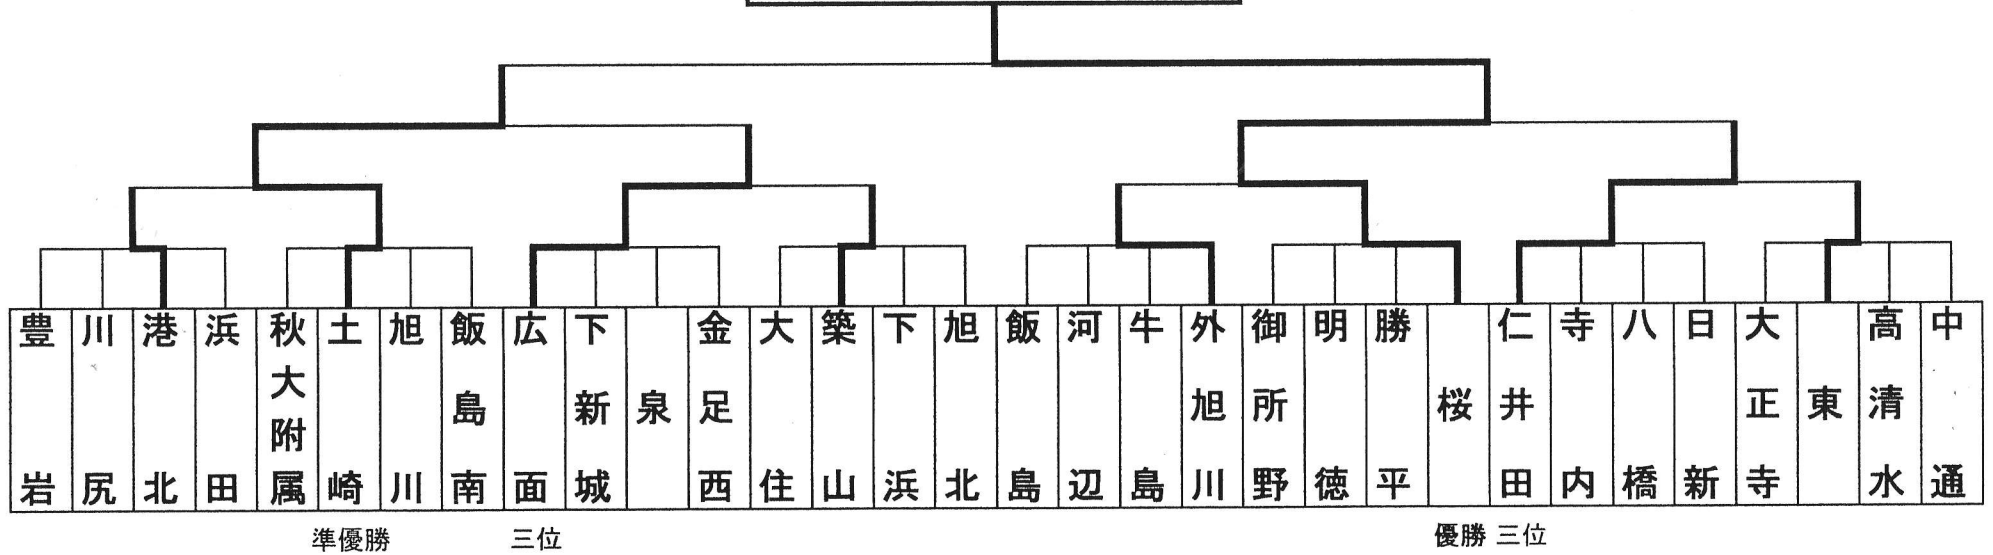 豊岩
川尻
港北
浜田
秋大附属
土崎
旭川
飯島南
広面
下新城
泉
金足西
大住
築山
下浜
旭北
飯島
河辺
牛島
外旭川
御所野
明徳
勝平
桜
仁井田
寺内
八橋
日新
大正寺
東
高清水
中通
準優勝
三位
優勝
三位